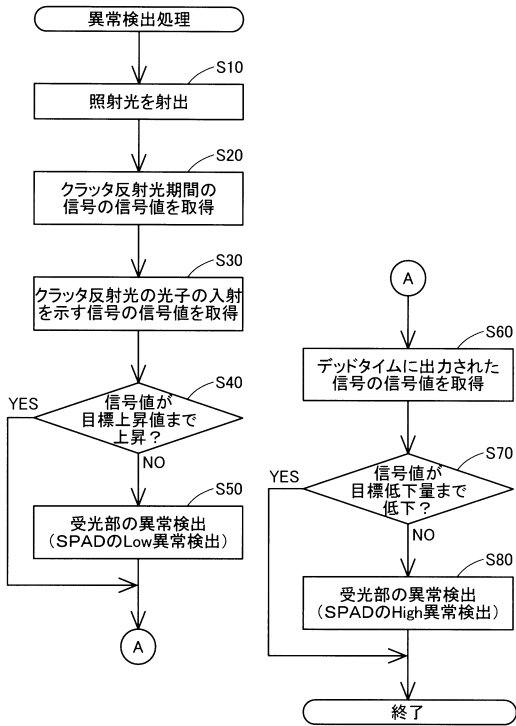 異常検出処理
S10
照射光を射出
S20
クラッタ反射光期間の
信号の信号値を取得
S30
クラッタ反射光の光子の入射
を示す信号の信号値を取得
S40
YES
信号値が
目標上昇値まで
上昇？
NO
S50
受光部の異常検出
（SPADのLow異常検出）
A
A
S60
デッドタイムに出力された
信号の信号値を取得
S70
YES
信号値が
目標低下量まで
低下？
NO
S80
受光部の異常検出
（SPADのHigh異常検出）
終了